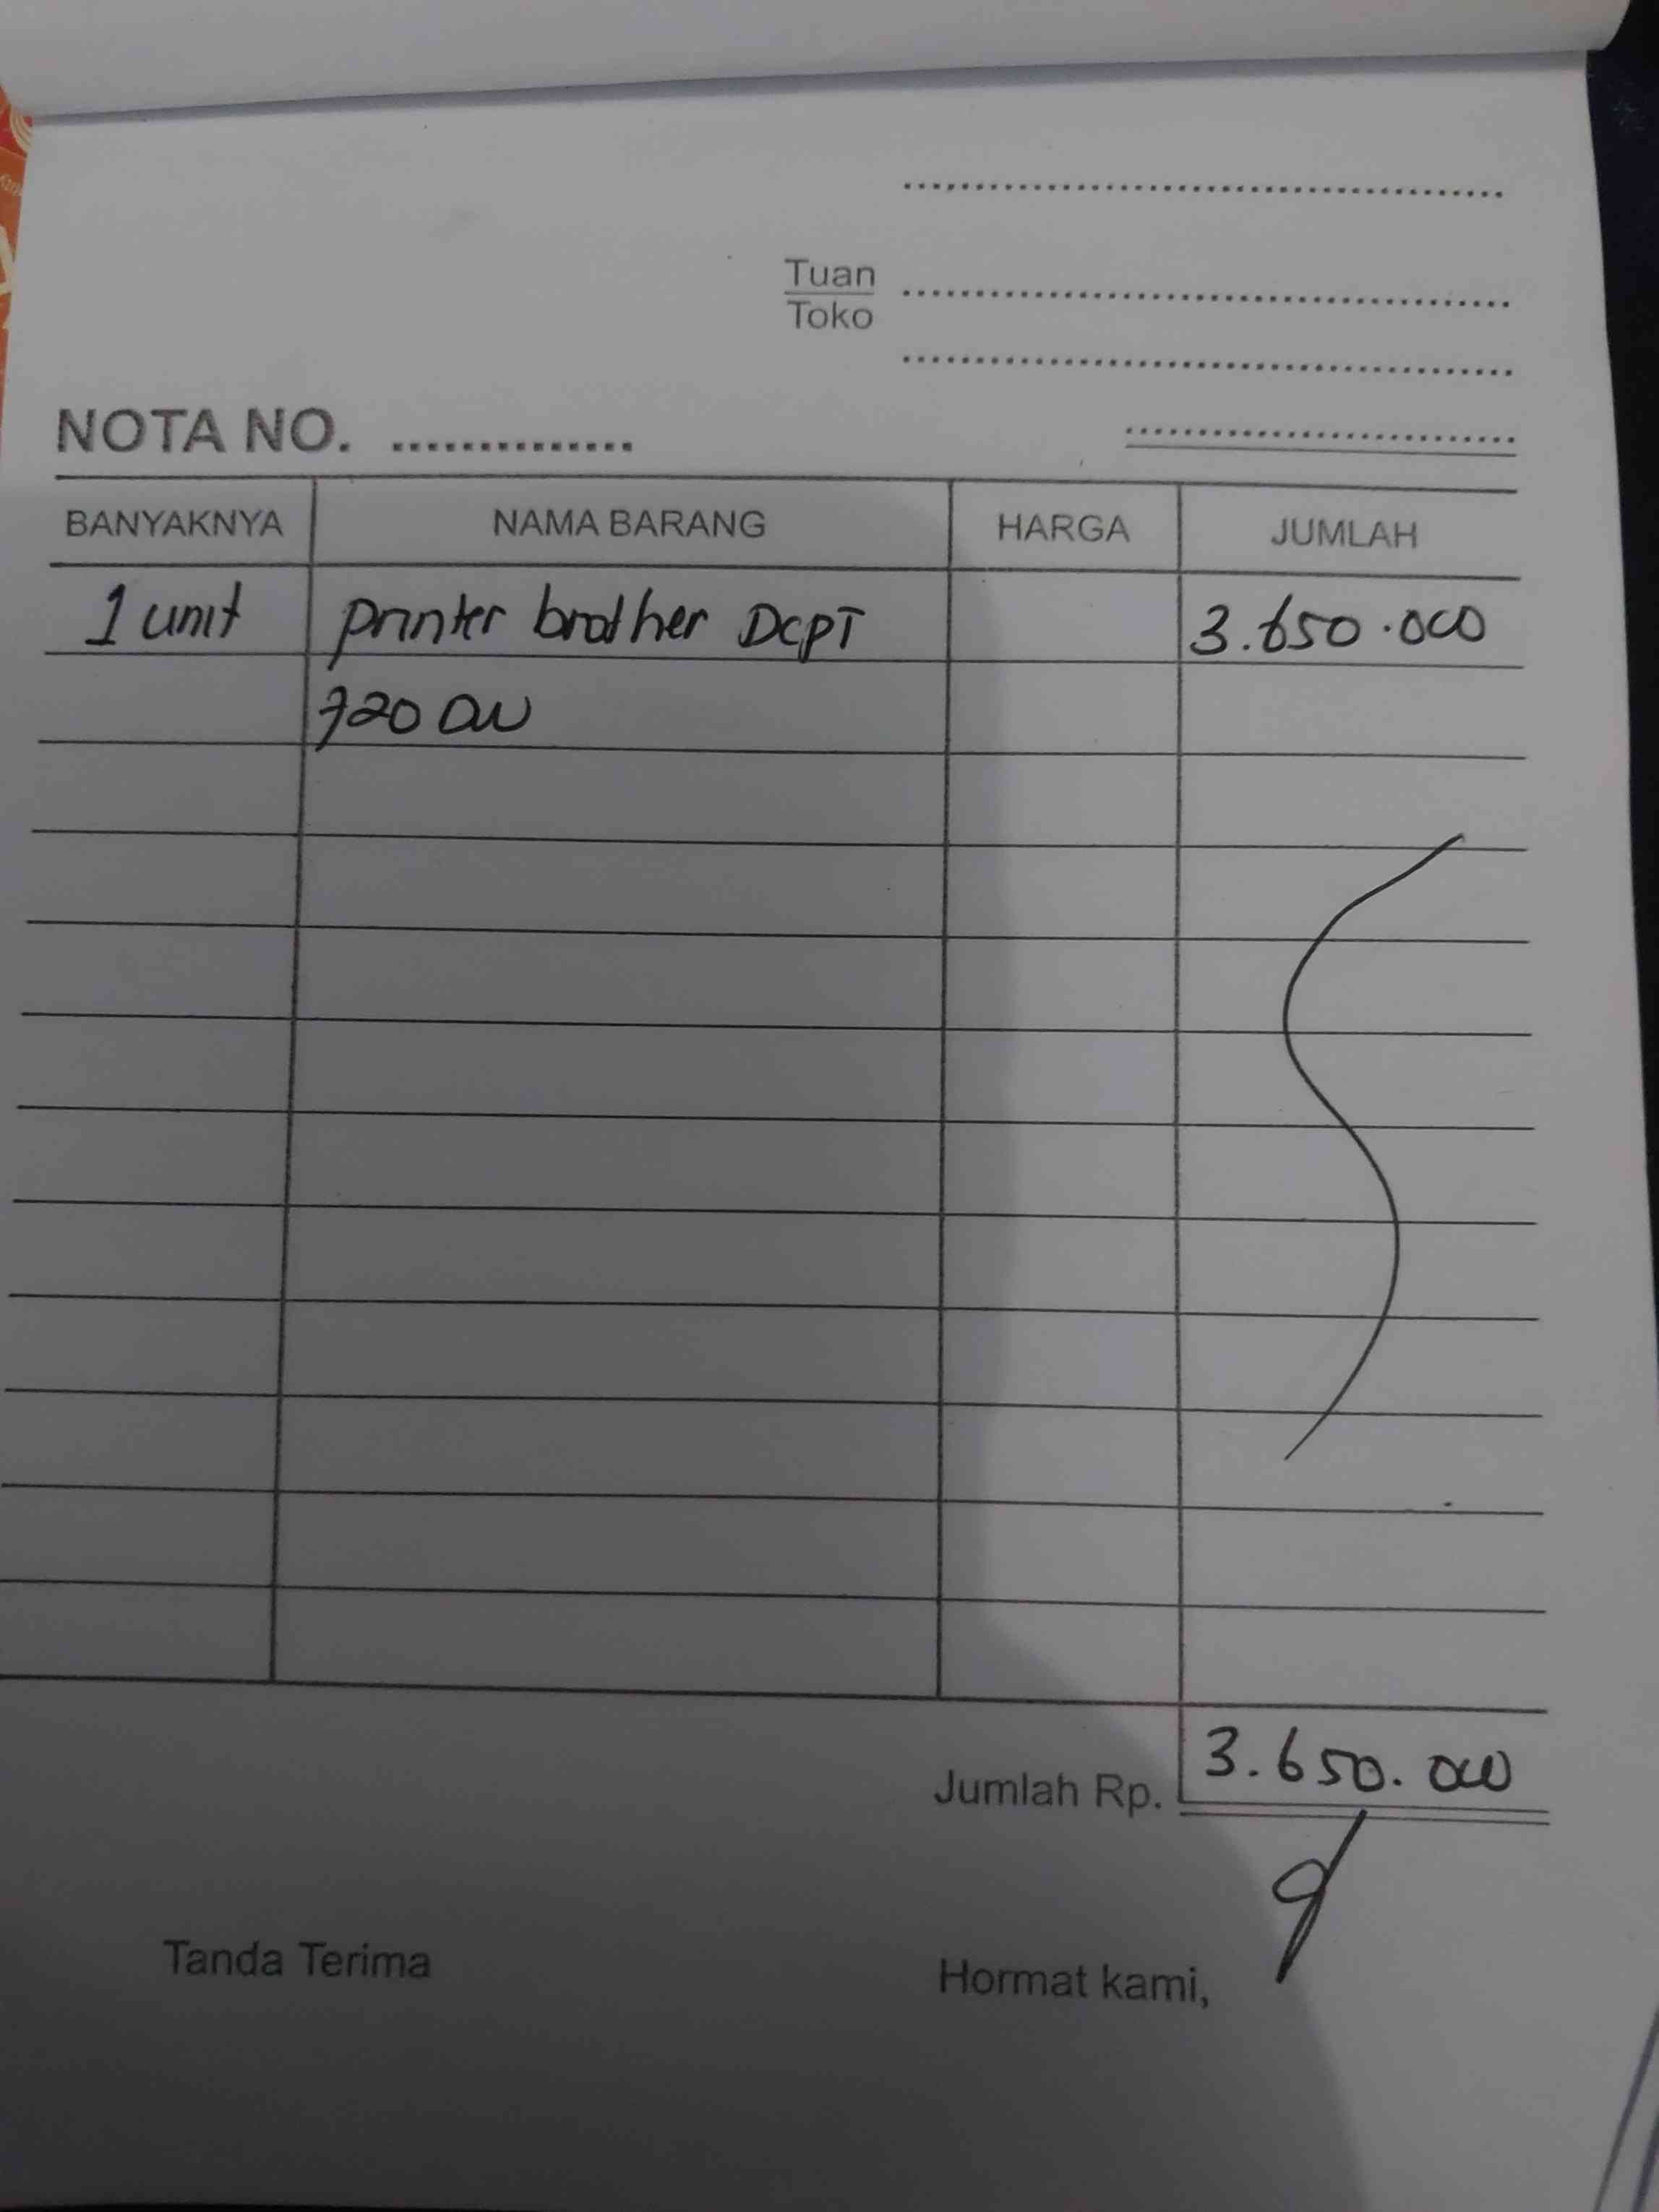 Tuan
Toko
NOTA NO. ..............
BANYAKNYA NAMA BARANG HARGA JUMLAH
1 unit printer brother DCPT 3.650.000
720 DW
Jumlah Rp. 3.650.000
Tanda Terima Hormat kami,